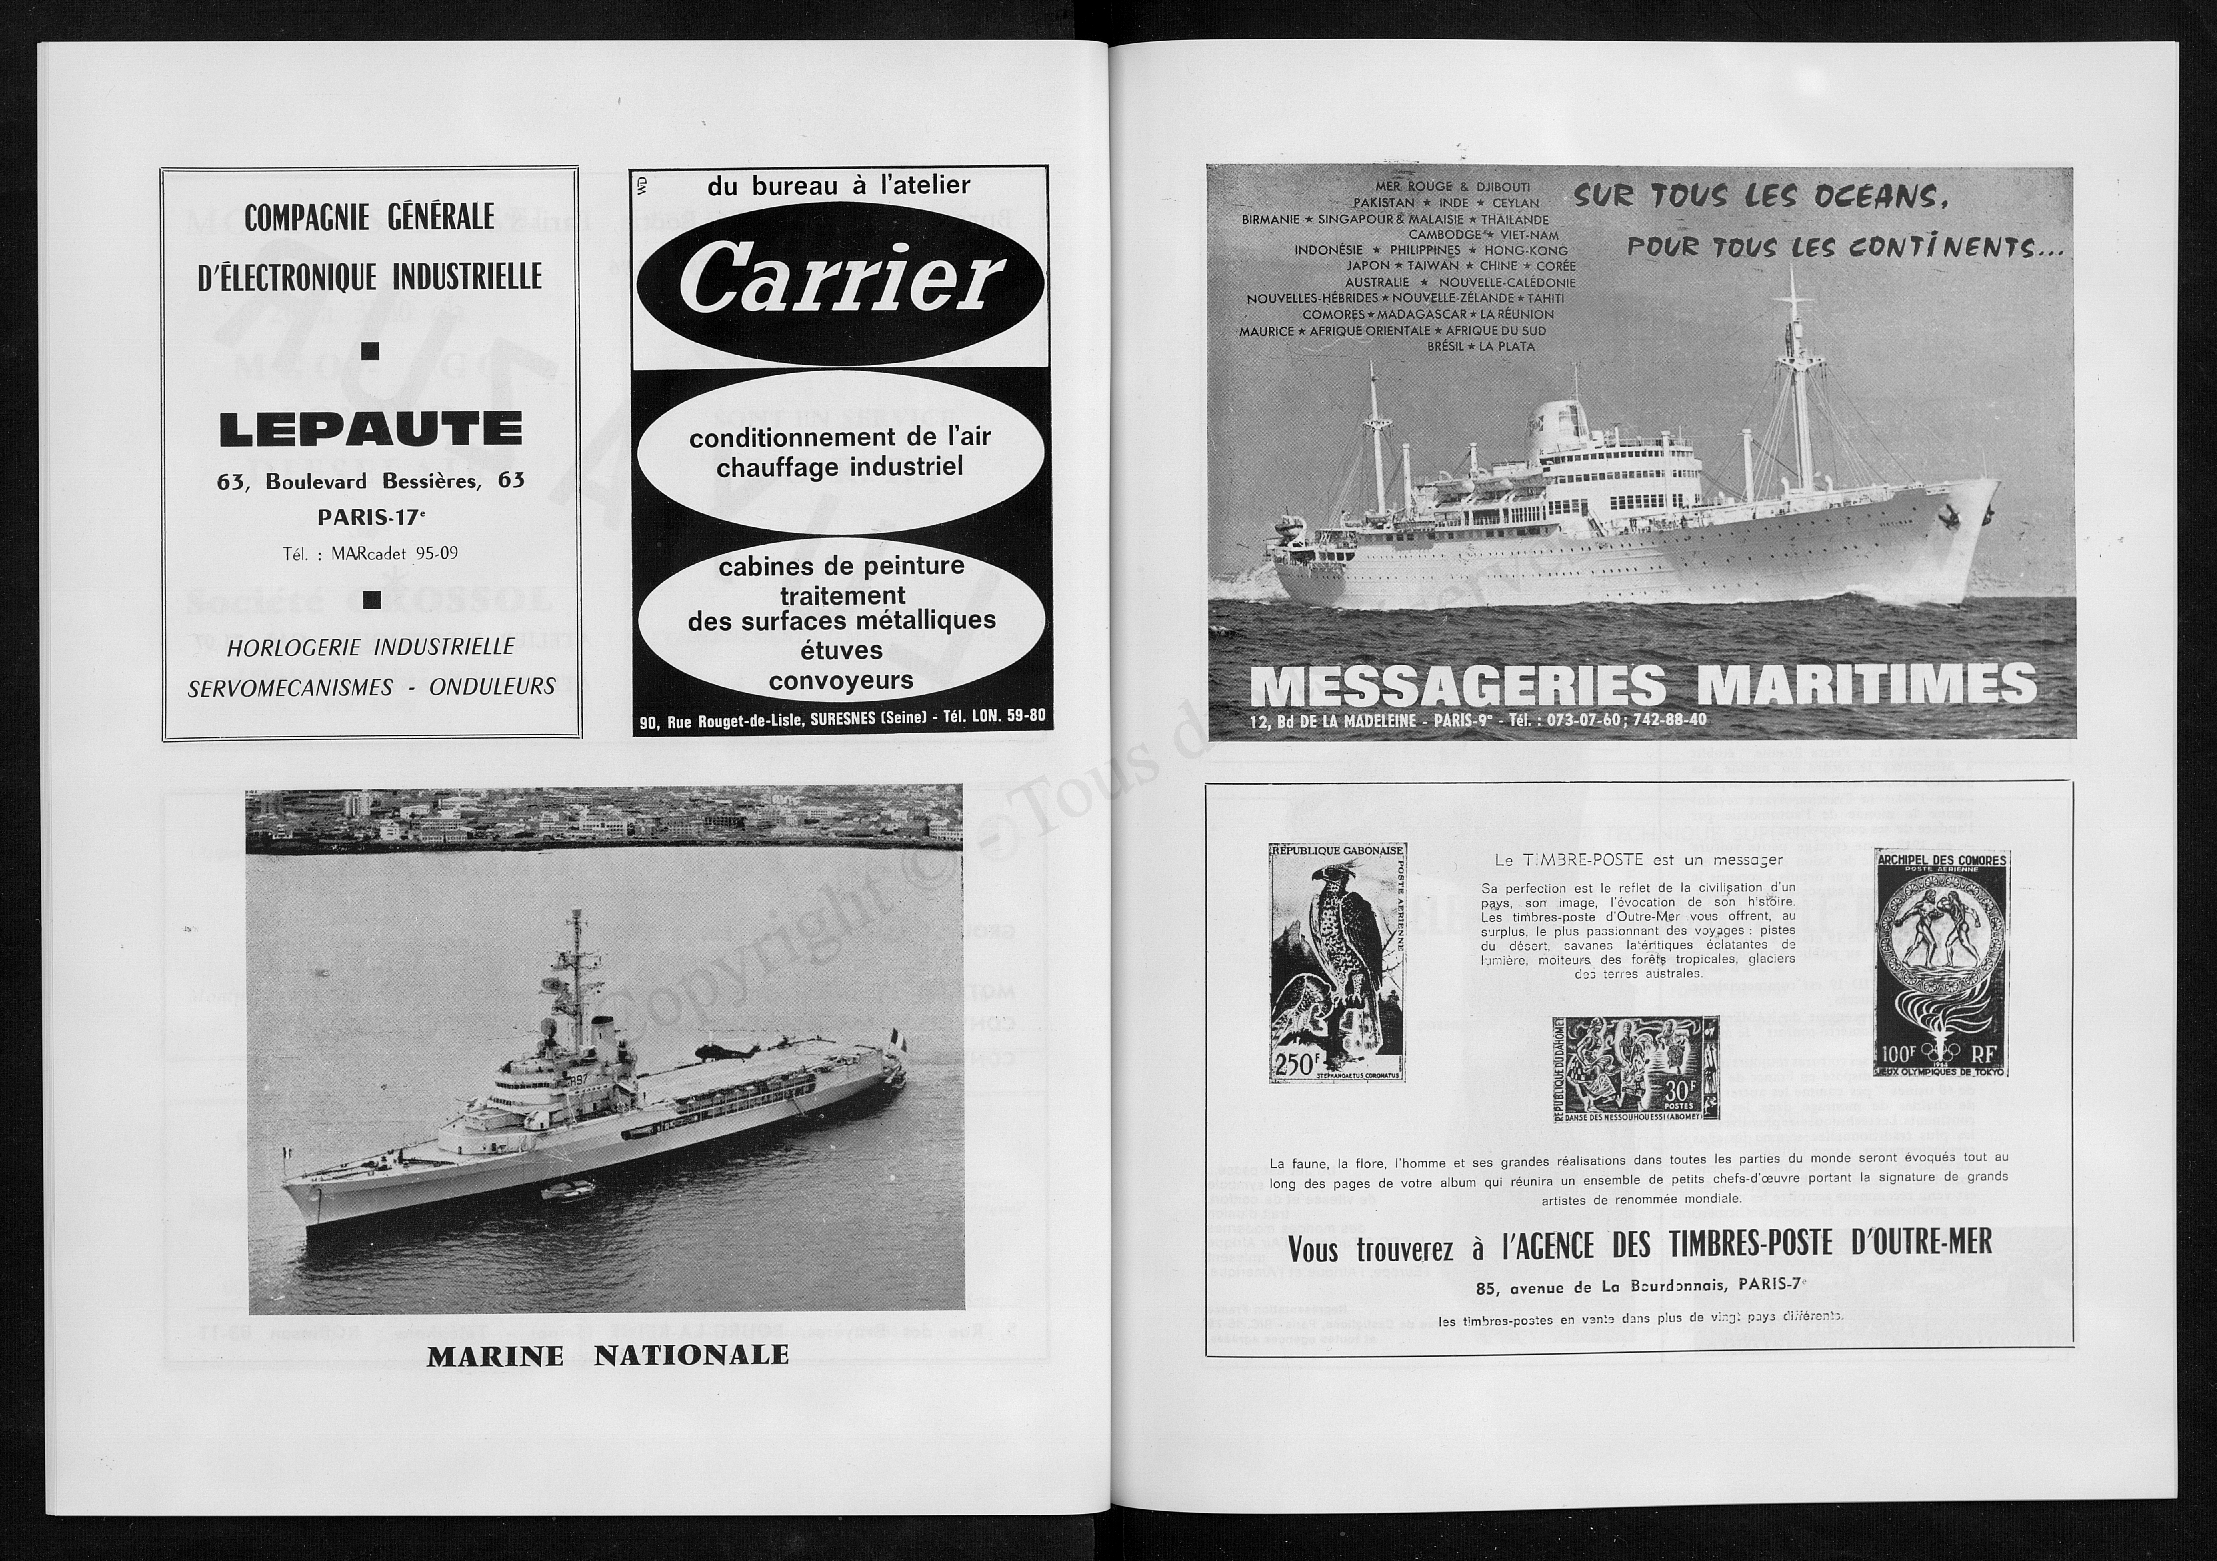 COMPAGNIE GÉNÉRALE
D'ÉLECTRONIQUE INDUSTRIELLE
LEPAUTE
63, Boulevard Bessières, 63
PARIS-17e
Tél. : MARcadet 95-09
HORLOGERIE INDUSTRIELLE
SERVOMECANISMES - ONDULEURS
du bureau à l'atelier
Carrier
conditionnement de l'air
chauffage industriel
cabines de peinture
traitement
des surfaces métalliques
étuves
convoyeurs
90, Rue Rouget-de-Lisle, SURESNES (Seine) - Tél. LON. 59-80
R97
MARINE NATIONALE
MER ROUGE & DJIBOUTI
PAKISTAN ★ INDE ★ CEYLAN
BIRMANIE ★ SINGAPOUR & MALAISIE ★ THAILANDE
CAMBODGE ★ VIET-NAM
INDONÉSIE ★ PHILIPPINES ★ HONG-KONG
JAPON ★ TAIWAN ★ CHINE ★ CORÉE
AUSTRALIE ★ NOUVELLE-CALÉDONIE
NOUVELLES-HÉBRIDES ★ NOUVELLE-ZÉLANDE ★ TAHITI
COMORES ★ MADAGASCAR ★ LA RÉUNION
MAURICE ★ AFRIQUE ORIENTALE ★ AFRIQUE DU SUD
BRÉSIL ★ LA PLATA
SUR TOUS LES OCEANS,
POUR TOUS LES CONTINENTS...
MESSAGERIES MARITIMES
12, Bd DE LA MADELEINE - PARIS-9e - Tél. : 073-07-60 ; 742-88-40
RÉPUBLIQUE GABONAISE
POSTE AÉRIENNE
250F
STEPHANOAETUS CORONATUS
Le TIMBRE-POSTE est un messager
Sa perfection est le reflet de la civilisation d'un
pays, son image, l'évocation de son histoire.
Les timbres-poste d'Outre-Mer vous offrent, au
surplus, le plus passionnant des voyages : pistes
du désert, savanes latéritiques éclatantes de
lumière, moiteurs des forêts tropicales, glaciers
des terres australes.
RÉPUBLIQUE DU DAHOMEY
30F
POSTES
DANSE DES NESSOUHOUESSI (ABOMEY)
ARCHIPEL DES COMORES
POSTE AERIENNE
100F RF
JEUX OLYMPIQUES DE TOKYO
La faune, la flore, l'homme et ses grandes réalisations dans toutes les parties du monde seront évoqués tout au
long des pages de votre album qui réunira un ensemble de petits chefs-d'œuvre portant la signature de grands
artistes de renommée mondiale.
Vous trouverez à l'AGENCE DES TIMBRES-POSTE D'OUTRE-MER
85, avenue de La Bourdonnais, PARIS-7e
les timbres-postes en vente dans plus de vingt pays différents.
Copyright © - Tous d